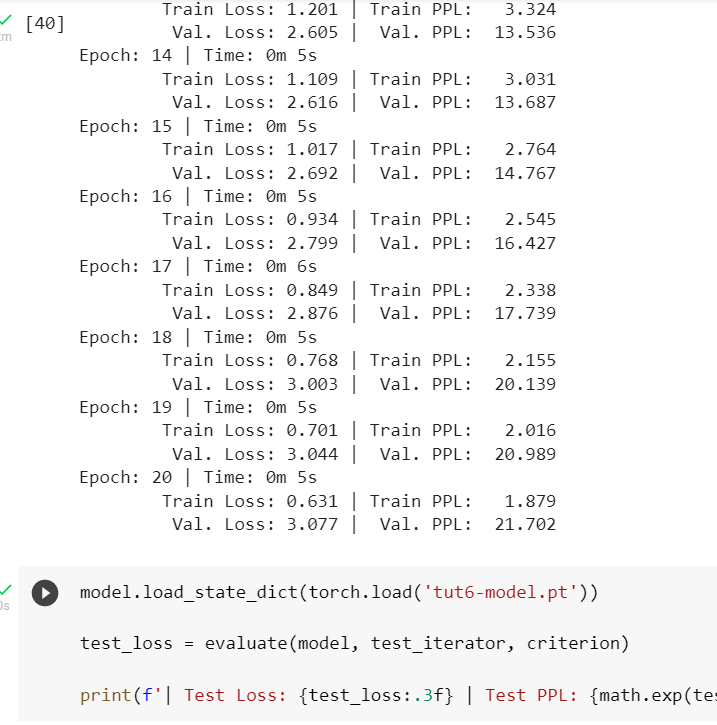 [40]
Train Loss: 1.201 | Train PPL: 3.324
Val. Loss: 2.605 | Val. PPL: 13.536
Epoch: 14 | Time: 0m 5s
Train Loss: 1.109 | Train PPL: 3.031
Val. Loss: 2.616 | Val. PPL: 13.687
Epoch: 15 | Time: 0m 5s
Train Loss: 1.017 | Train PPL: 2.764
Val. Loss: 2.692 | Val. PPL: 14.767
Epoch: 16 | Time: 0m 5s
Train Loss: 0.934 | Train PPL: 2.545
Val. Loss: 2.799 | Val. PPL: 16.427
Epoch: 17 | Time: 0m 6s
Train Loss: 0.849 | Train PPL: 2.338
Val. Loss: 2.876 | Val. PPL: 17.739
Epoch: 18 | Time: 0m 5s
Train Loss: 0.768 | Train PPL: 2.155
Val. Loss: 3.003 | Val. PPL: 20.139
Epoch: 19 | Time: 0m 5s
Train Loss: 0.701 | Train PPL: 2.016
Val. Loss: 3.044 | Val. PPL: 20.989
Epoch: 20 | Time: 0m 5s
Train Loss: 0.631 | Train PPL: 1.879
Val. Loss: 3.077 | Val. PPL: 21.702
model.load_state_dict(torch.load('tut6-model.pt'))
test_loss = evaluate(model, test_iterator, criterion)
print(f'| Test Loss: {test_loss:.3f} | Test PPL: {math.exp(tes